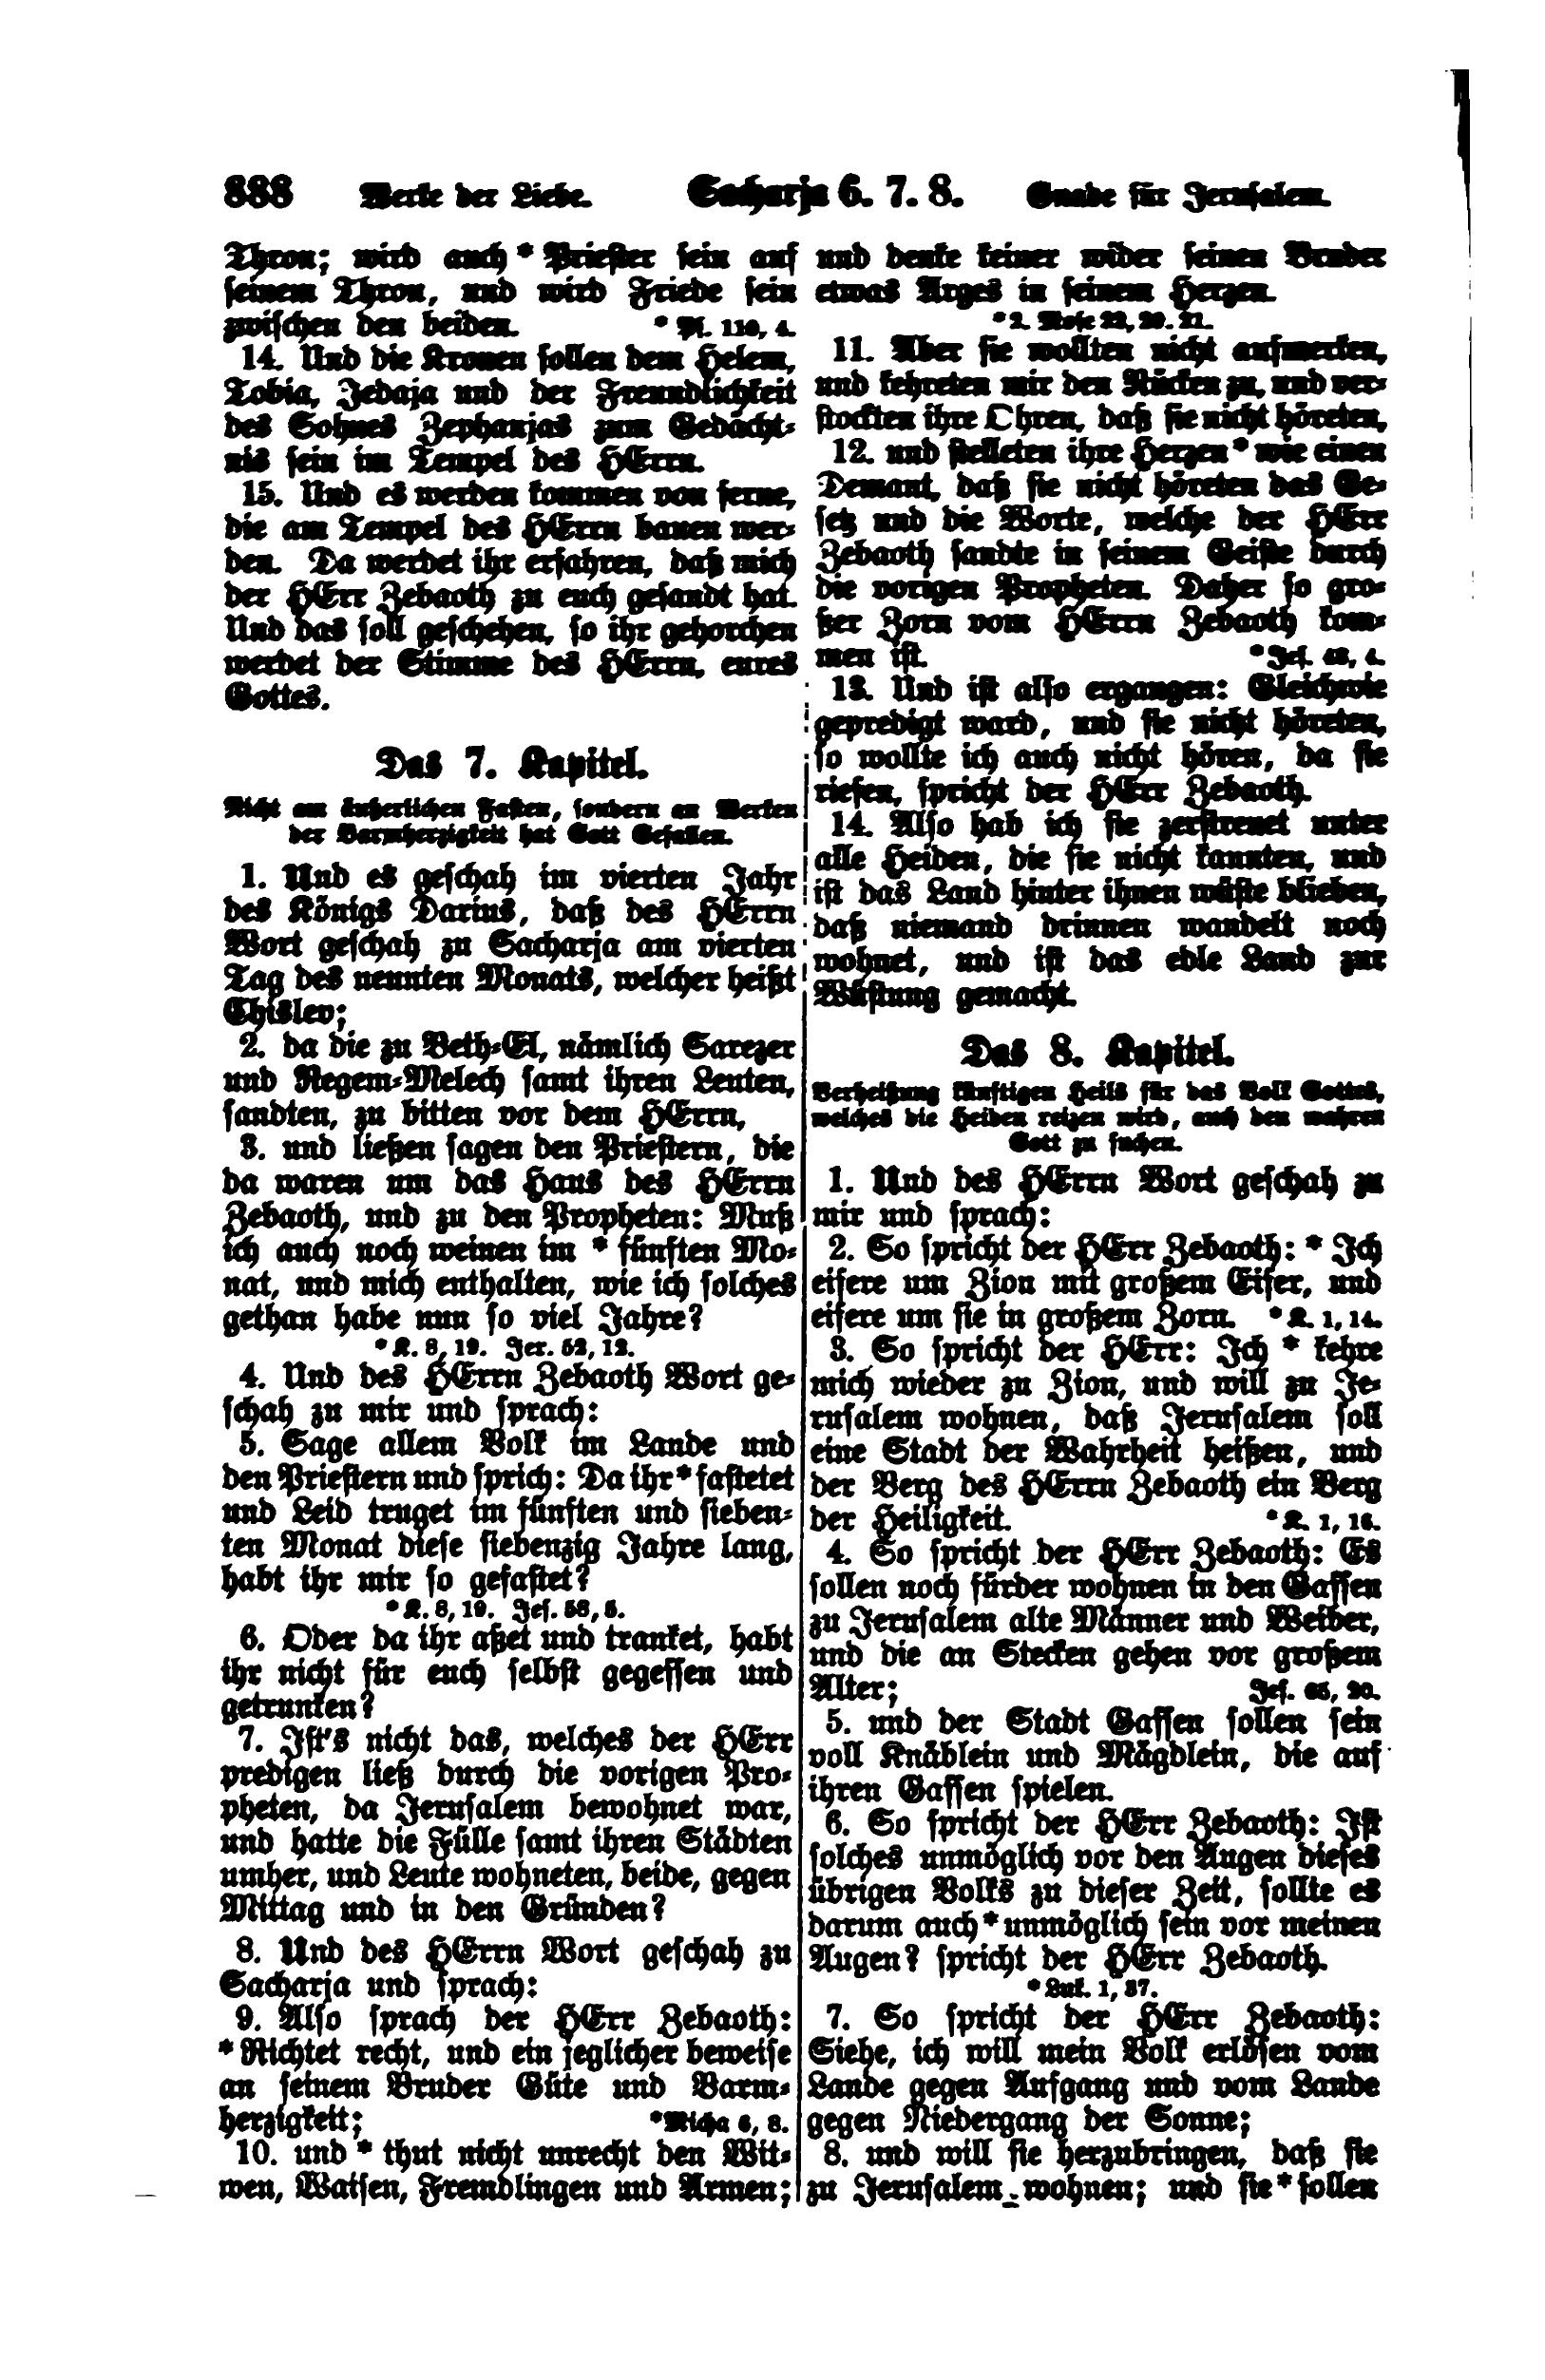 888 Werke der Liebe. Sacharja 6. 7. 8. Gnade für Jerusalem.
Thron; wird auch * Priester sein auf
seinem Thron, und wird Friede sein
zwischen den beiden. * Ps. 110, 4.
14. Und die Kronen sollen dem Helem,
Tobia, Jedaja und der Freundlichkeit
des Sohnes Zephanjas zum Gedächt-
nis sein im Tempel des HErrn.
15. Und es werden kommen von ferne,
die am Tempel des HErrn bauen wer-
den. Da werdet ihr erfahren, daß mich
der HErr Zebaoth zu euch gesandt hat.
Und das soll geschehen, so ihr gehorchen
werdet der Stimme des HErrn, eures
Gottes.
Das 7. Kapitel.
Nicht am äußerlichen Fasten, sondern an Werken
der Barmherzigkeit hat Gott Gefallen.
1. Und es geschah im vierten Jahr
des Königs Darius, daß des HErrn
Wort geschah zu Sacharja am vierten
Tag des neunten Monats, welcher heißt
Chislev;
2. da die zu Beth-El, nämlich Sarezer
und Regem-Melech samt ihren Leuten,
sandten, zu bitten vor dem HErrn,
3. und ließen sagen den Priestern, die
da waren um das Haus des HErrn
Zebaoth, und zu den Propheten: Muß
ich auch noch weinen im * fünften Mo-
nat, und mich enthalten, wie ich solches
gethan habe nun so viel Jahre?
* K. 8, 19. Jer. 52, 12.
4. Und des HErrn Zebaoth Wort ge-
schah zu mir und sprach:
5. Sage allem Volk im Lande und
den Priestern und sprich: Da ihr * fastetet
und Leid truget im fünften und sieben-
ten Monat diese siebenzig Jahre lang,
habt ihr mir so gefastet?
* K. 8, 19. Jes. 58, 5.
6. Oder da ihr aßet und tranket, habt
ihr nicht für euch selbst gegessen und
getrunken?
7. Ist's nicht das, welches der HErr
predigen ließ durch die vorigen Pro-
pheten, da Jerusalem bewohnet war,
und hatte die Fülle samt ihren Städten
umher, und Leute wohneten, beide, gegen
Mittag und in den Gründen?
8. Und des HErrn Wort geschah zu
Sacharja und sprach:
9. Also sprach der HErr Zebaoth:
* Richtet recht, und ein jeglicher beweise
an seinem Bruder Güte und Barm-
herzigkeit; * Micha 6, 8.
10. und * thut nicht unrecht den Wit-
wen, Waisen, Fremdlingen und Armen;
und denke keiner wider seinen Bruder
etwas Arges in seinem Herzen.
* 2. Mose 22, 20. 21.
11. Aber sie wollten nicht aufmerken,
und kehreten mir den Rücken zu, und ver-
stockten ihre Ohren, daß sie nicht höreten,
12. und stelleten ihre Herzen * wie einen
Demant, daß sie nicht höreten das Ge-
setz und die Worte, welche der HErr
Zebaoth sandte in seinem Geiste durch
die vorigen Propheten. Daher so gro-
ßer Zorn vom HErrn Zebaoth kom-
men ist. * Jes. 48, 4.
13. Und ist also ergangen: Gleichwie
gepredigt ward, und sie nicht höreten,
so wollte ich auch nicht hören, da sie
riefen, spricht der HErr Zebaoth.
14. Also hab ich sie zerstreuet unter
alle Heiden, die sie nicht kannten, und
ist das Land hinter ihnen wüste blieben,
daß niemand drinnen wandelt noch
wohnet, und ist das edle Land zur
Wüstung gemacht.
Das 8. Kapitel.
Verheißung künftigen Heils für das Volk Gottes,
welches die Heiden reizen wird, auch den wahren
Gott zu suchen.
1. Und des HErrn Wort geschah zu
mir und sprach:
2. So spricht der HErr Zebaoth: * Ich
eifere um Zion mit großem Eifer, und
eifere um sie in großem Zorn. * K. 1, 14.
3. So spricht der HErr: Ich * kehre
mich wieder zu Zion, und will zu Je-
rusalem wohnen, daß Jerusalem soll
eine Stadt der Wahrheit heißen, und
der Berg des HErrn Zebaoth ein Berg
der Heiligkeit. * K. 1, 16.
4. So spricht der HErr Zebaoth: Es
sollen noch fürder wohnen in den Gassen
zu Jerusalem alte Männer und Weiber,
und die an Stecken gehen vor großem
Alter; Jes. 65, 20.
5. und der Stadt Gassen sollen sein
voll Knäblein und Mägdlein, die auf
ihren Gassen spielen.
6. So spricht der HErr Zebaoth: Ist
solches unmöglich vor den Augen dieses
übrigen Volks zu dieser Zeit, sollte es
darum auch * unmöglich sein vor meinen
Augen? spricht der HErr Zebaoth.
* Luk. 1, 37.
7. So spricht der HErr Zebaoth:
Siehe, ich will mein Volk erlösen vom
Lande gegen Aufgang und vom Lande
gegen Niedergang der Sonne;
8. und will sie herzubringen, daß sie
zu Jerusalem wohnen; und sie * sollen